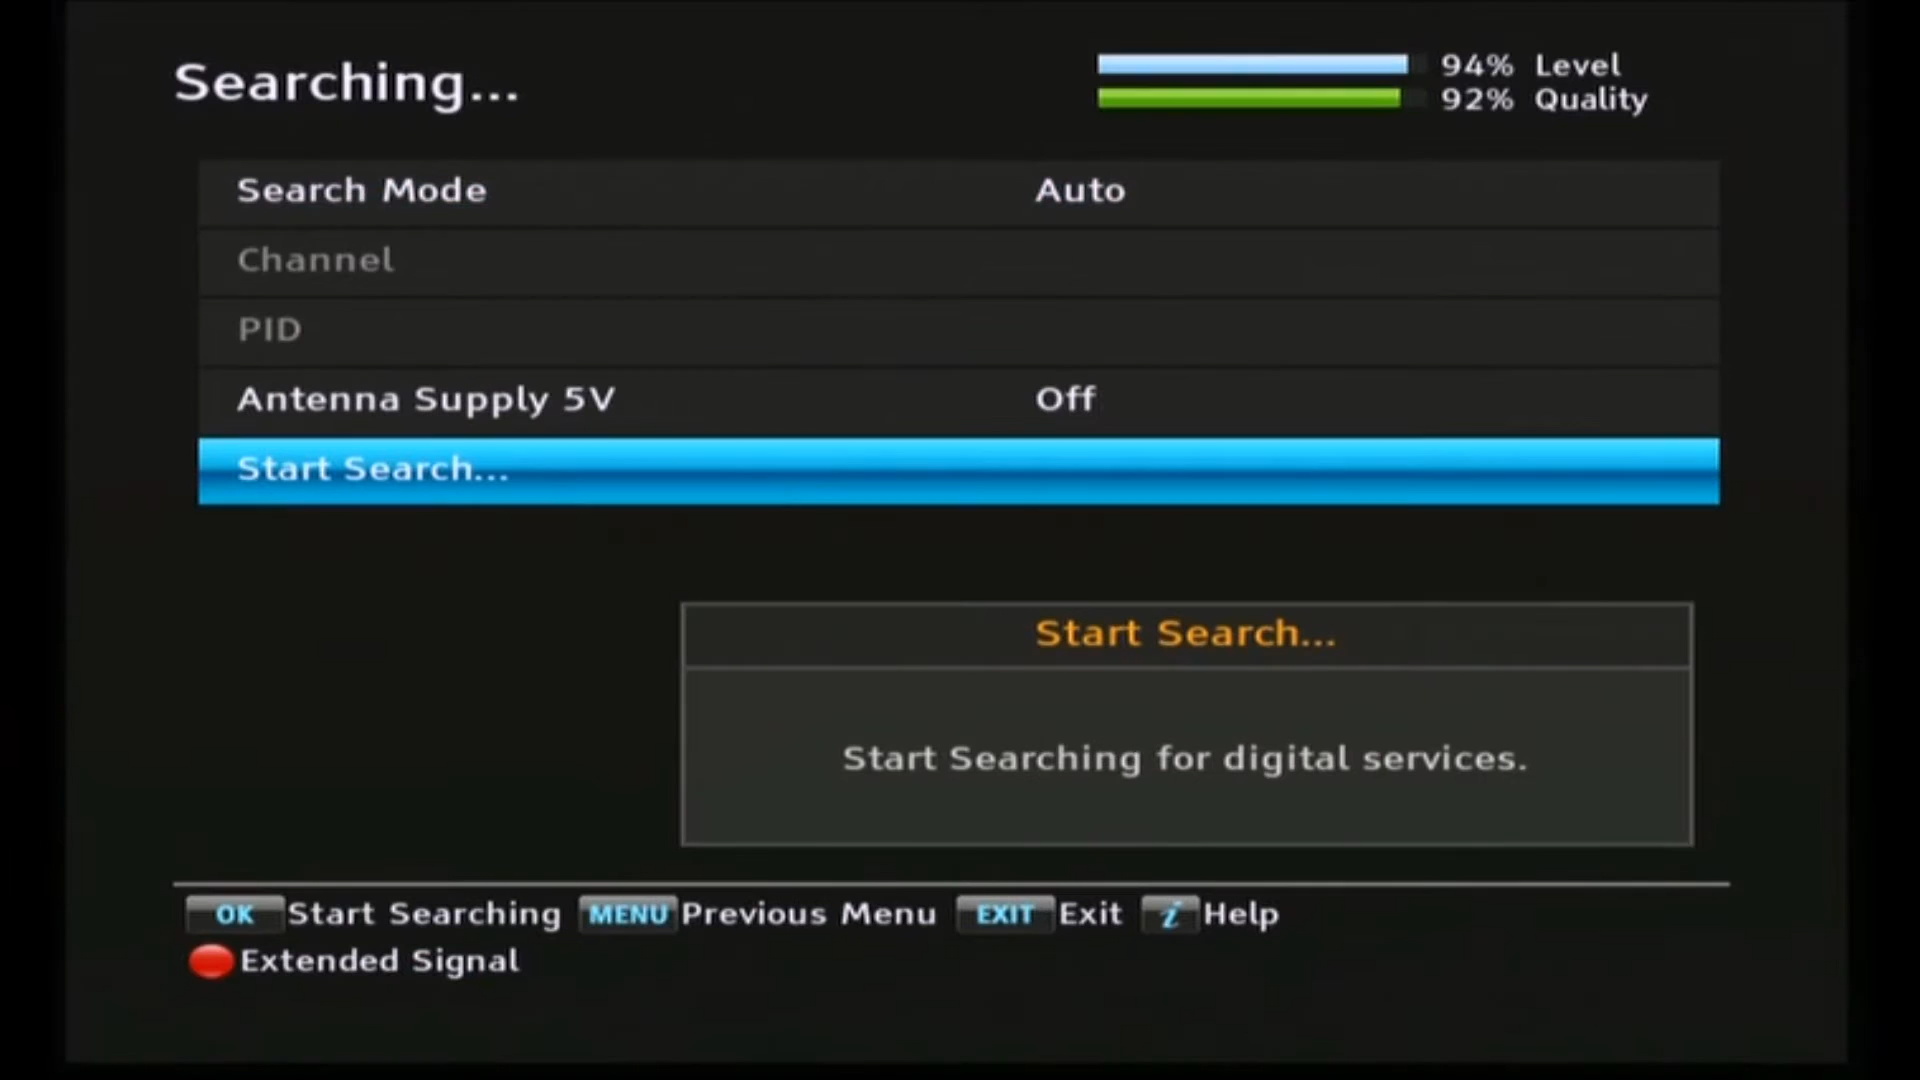 Searching...
94% Level
92% Quality
Search Mode Auto
Channel
PID
Antenna Supply 5V Off
Start Search...
Start Search...
Start Searching for digital services.
OK Start Searching MENU Previous Menu EXIT Exit i Help
Extended Signal